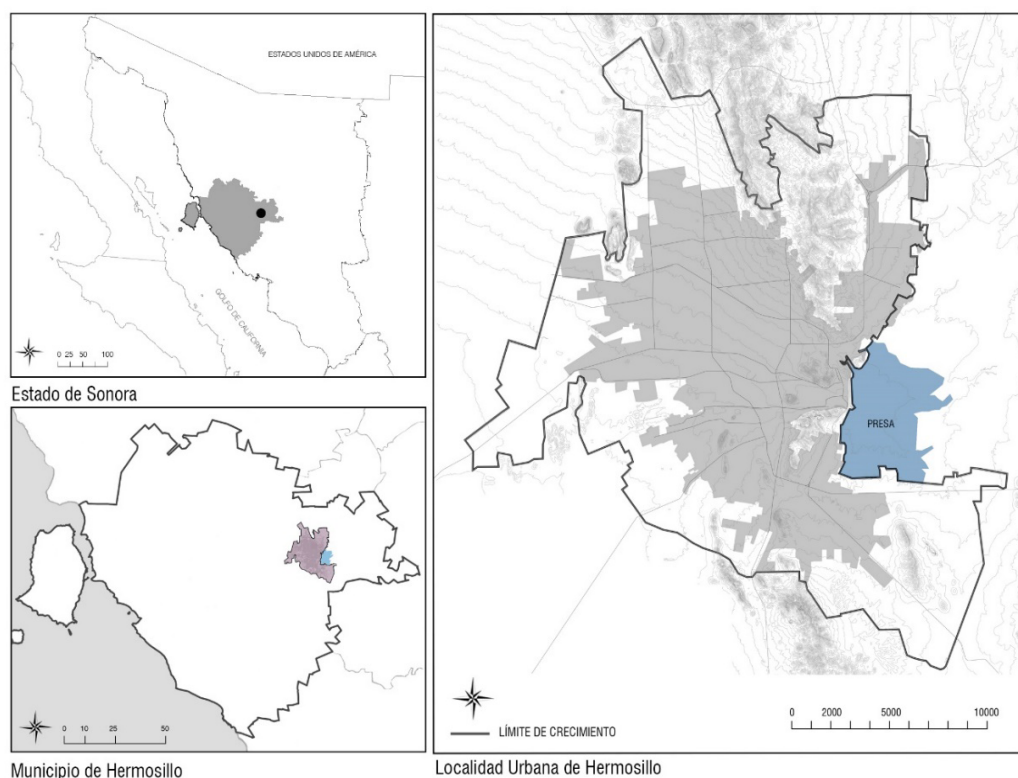 ESTADOS UNIDOS DE AMÉRICA
GOLFO DE CALIFORNIA
0 25 50 100
Estado de Sonora
0 10 25 50
Municipio de Hermosillo
PRESA
LÍMITE DE CRECIMIENTO
0 2000 5000 10000
Localidad Urbana de Hermosillo